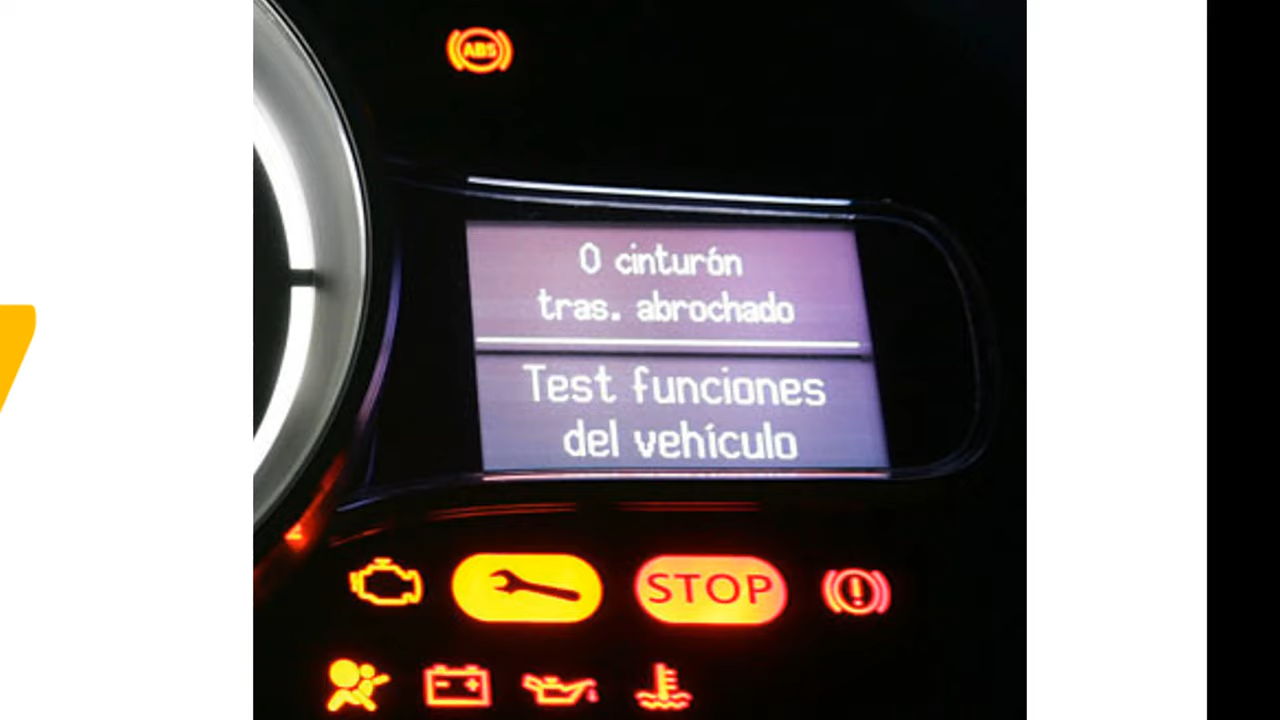 ABS
0 cinturón
tras. abrochado
Test funciones
del vehículo
STOP